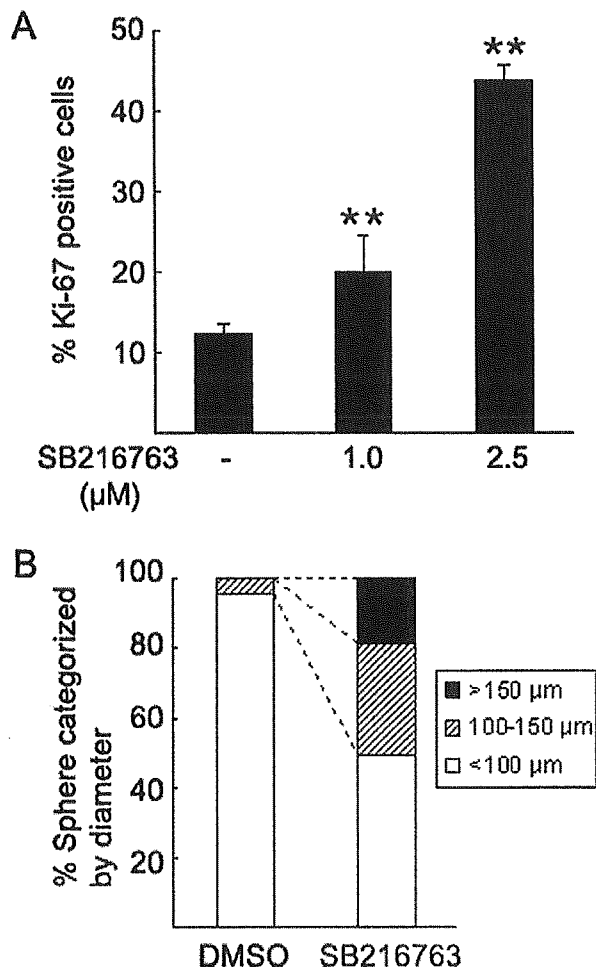 A
% Ki-67 positive cells
50
40
30
20
10
**
**
SB216763 - 1.0 2.5
(µM)
B
% Sphere categorized
by diameter
100
80
60
40
20
>150 µm
100-150 µm
<100 µm
DMSO SB216763